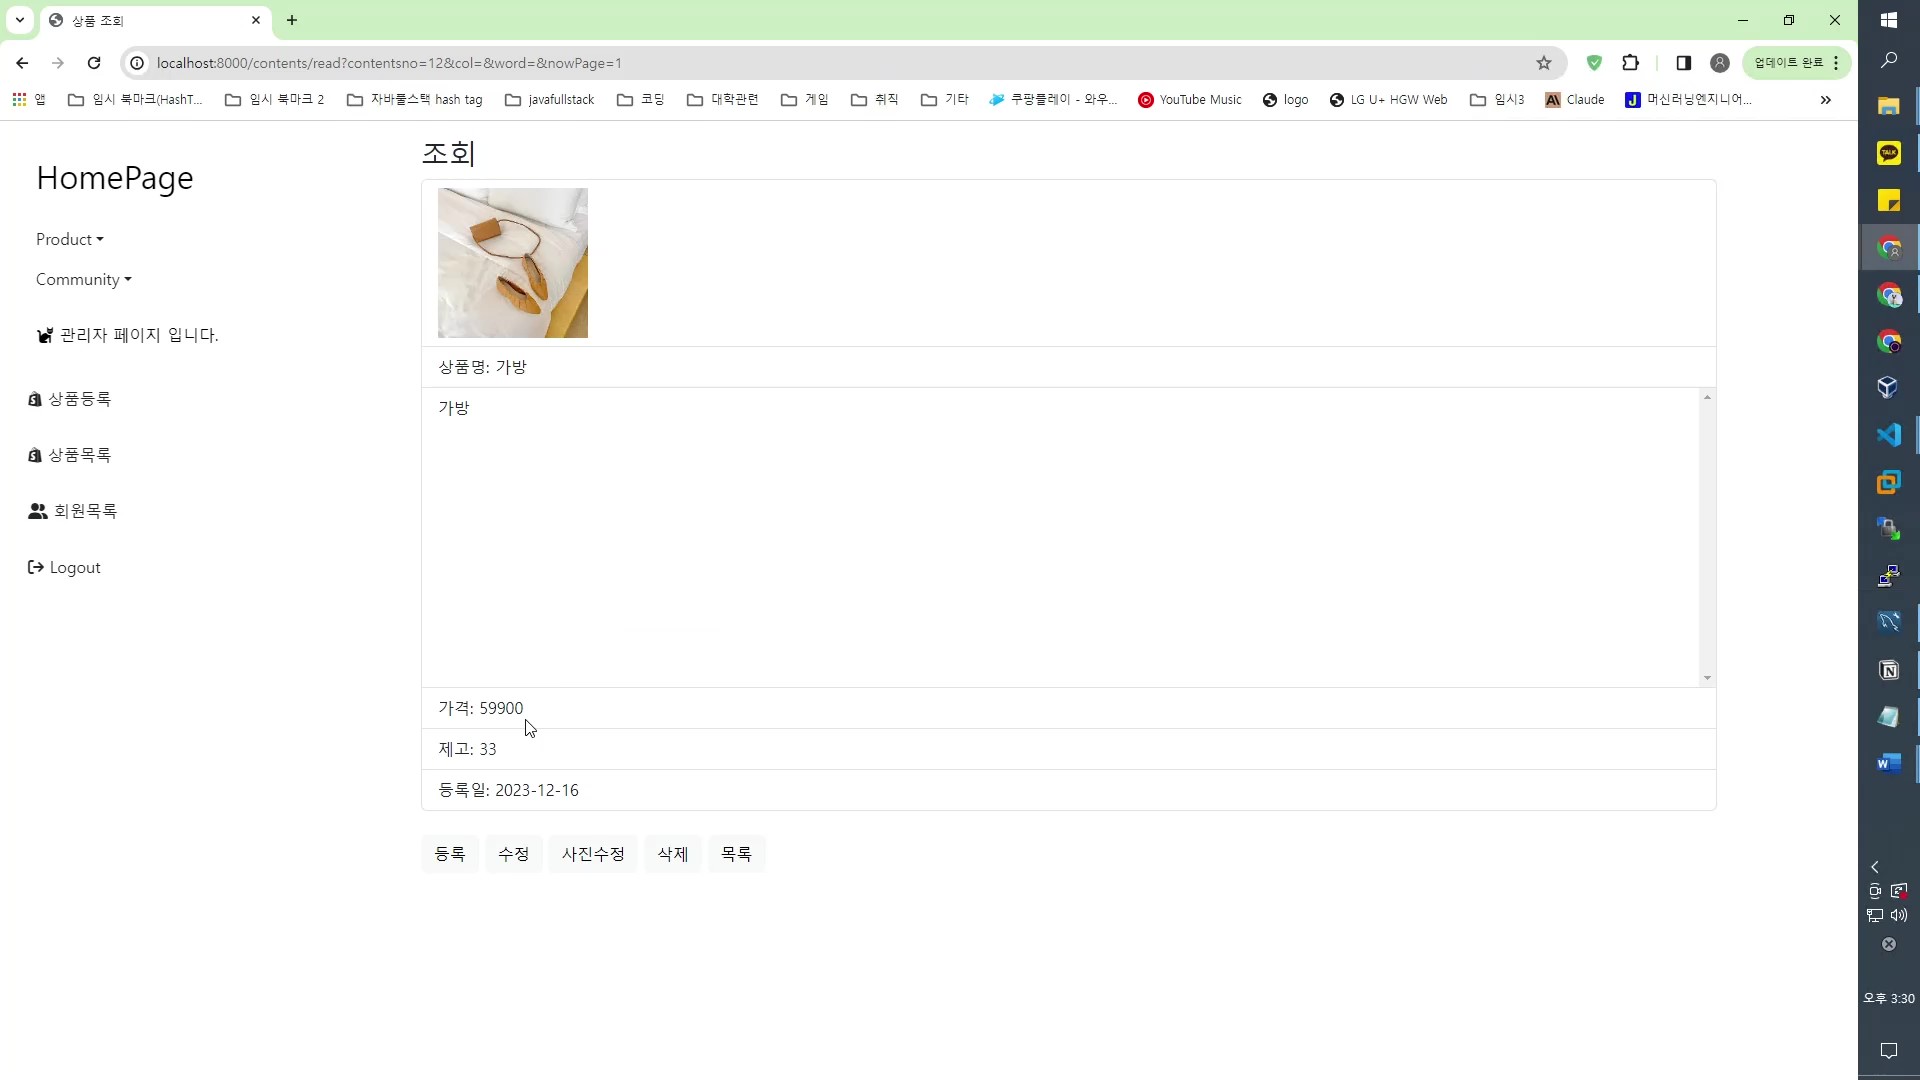 상품 조회
localhost:8000/contents/read?contentsno=12&col=&word=&nowPage=1
업데이트 완료
앱
임시 북마크(HashT...
임시 북마크 2
자바풀스택 hash tag
javafullstack
코딩
대학관련
게임
취직
기타
쿠팡플레이 - 와우...
YouTube Music
logo
LG U+ HGW Web
임시3
Claude
머신러닝엔지니어...
HomePage
Product
Community
관리자 페이지 입니다.
상품등록
상품목록
회원목록
Logout
조회
상품명: 가방
가방
가격: 59900
제고: 33
등록일: 2023-12-16
등록
수정
사진수정
삭제
목록
TALK
오후 3:30